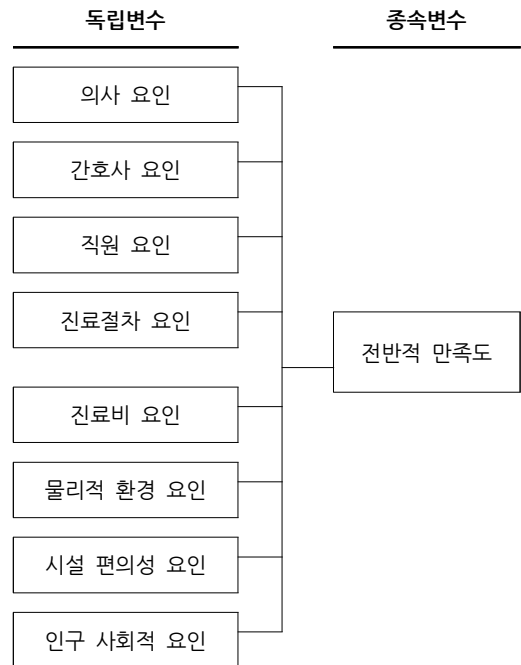 독립변수
종속변수
의사 요인
간호사 요인
직원 요인
진료절차 요인
전반적 만족도
진료비 요인
물리적 환경 요인
시설 편의성 요인
인구 사회적 요인